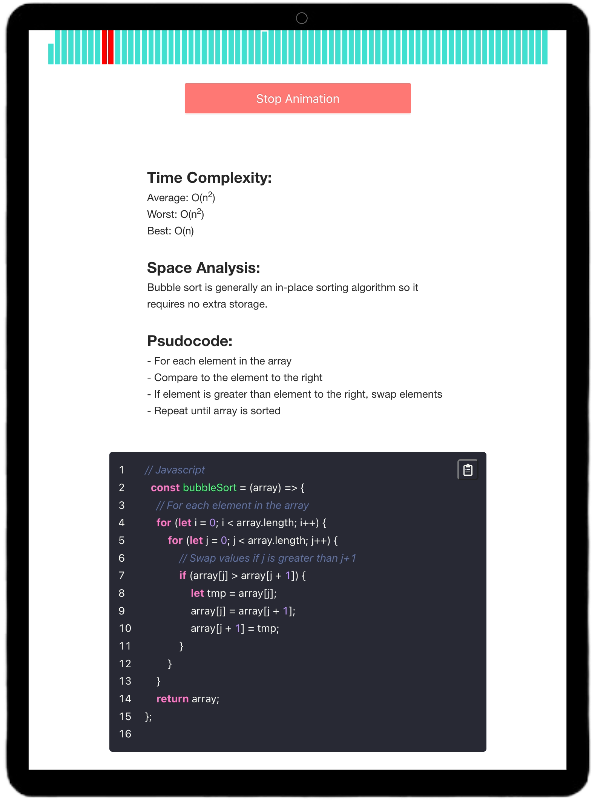 Stop Animation
Time Complexity:
Average: O(n²)
Worst: O(n²)
Best: O(n)
Space Analysis:
Bubble sort is generally an in-place sorting algorithm so it
requires no extra storage.
Psudocode:
- For each element in the array
- Compare to the element to the right
- If element is greater than element to the right, swap elements
- Repeat until array is sorted
1 // Javascript
2 const bubbleSort = (array) => {
3 // For each element in the array
4 for (let i = 0; i < array.length; i++) {
5 for (let j = 0; j < array.length; j++) {
6 // Swap values if j is greater than j+1
7 if (array[j] > array[j + 1]) {
8 let tmp = array[j];
9 array[j] = array[j + 1];
10 array[j + 1] = tmp;
11 }
12 }
13 }
14 return array;
15 };
16